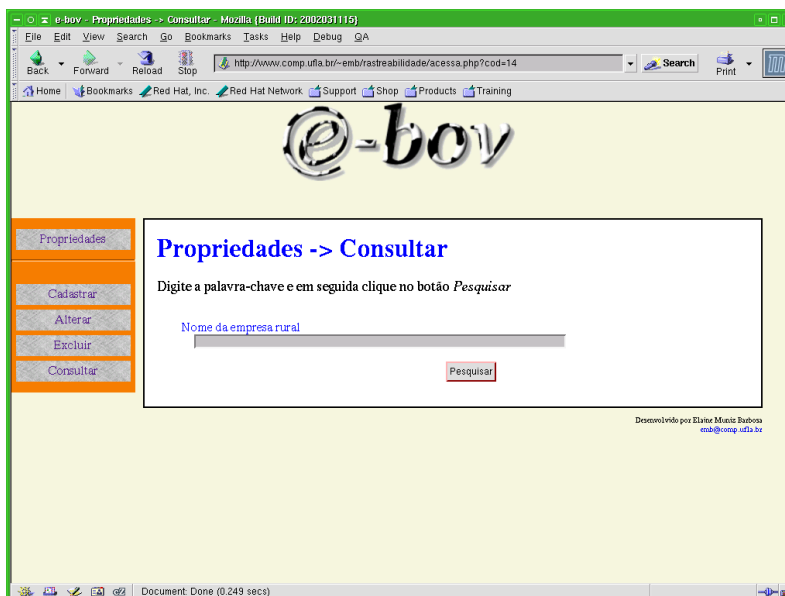 e-bov - Propriedades -> Consultar - Mozilla {Build ID: 2002031115}
File Edit View Search Go Bookmarks Tasks Help Debug QA
Back Forward Reload Stop http://www.comp.ufla.br/~emb/rastreabilidade/acessa.php?cod=14 Search Print
Home Bookmarks Red Hat, Inc. Red Hat Network Support Shop Products Training
e-bov
Propriedades
Cadastrar
Alterar
Excluir
Consultar
Propriedades -> Consultar
Digite a palavra-chave e em seguida clique no botão Pesquisar
Nome da empresa rural
Pesquisar
Desenvolvido por Elaine Muniz Barbosa
emb@comp.ufla.br
Document: Done (0.249 secs)